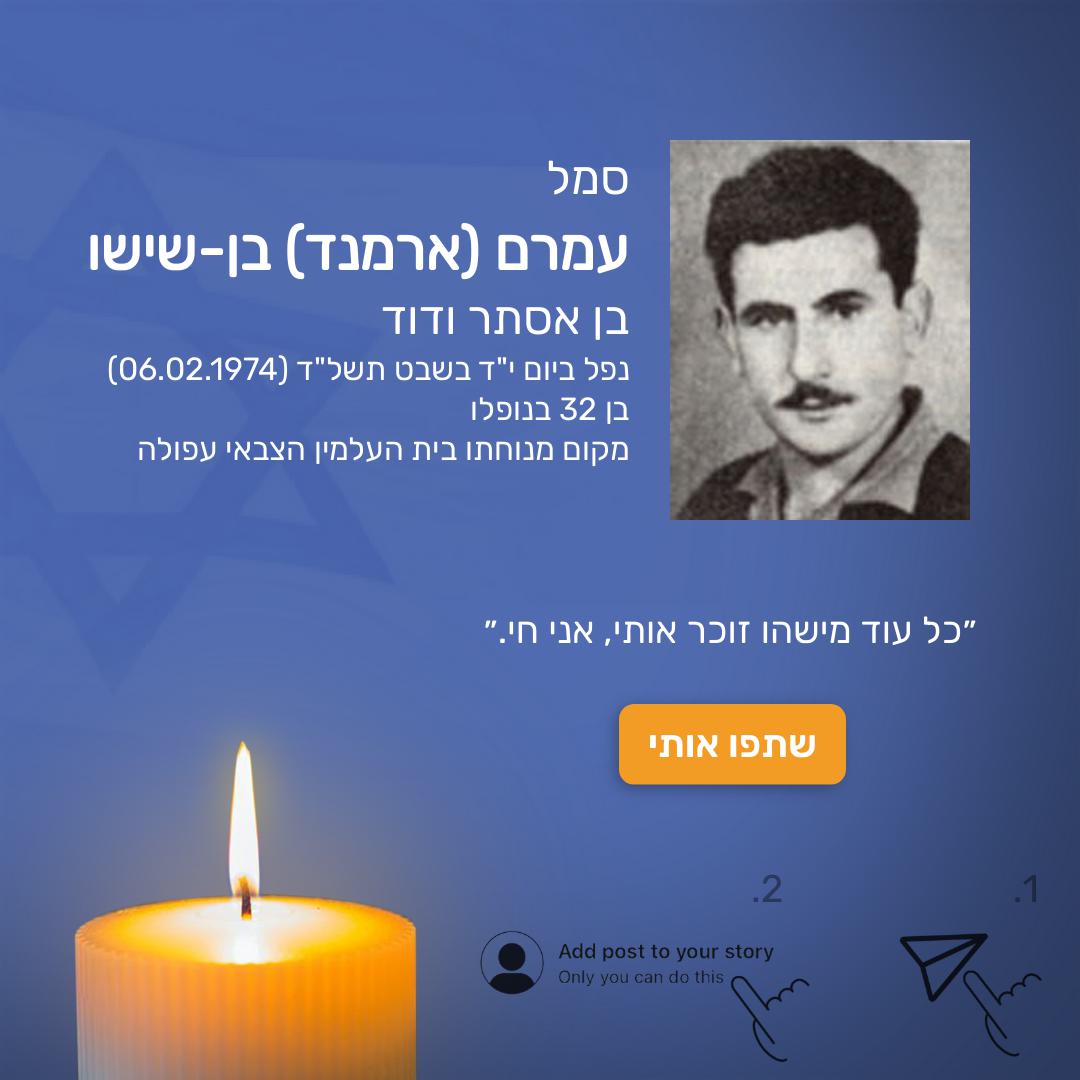 סמל
עמרם (ארמנד) בן-שישו
בן אסתר ודוד
נפל ביום י"ד בשבט תשל"ד (06.02.1974)
בן 32 בנופלו
מקום מנוחתו בית העלמין הצבאי עפולה
״כל עוד מישהו זוכר אותי, אני חי.״
שתפו אותי
.1
.2
Add post to your story
Only you can do this